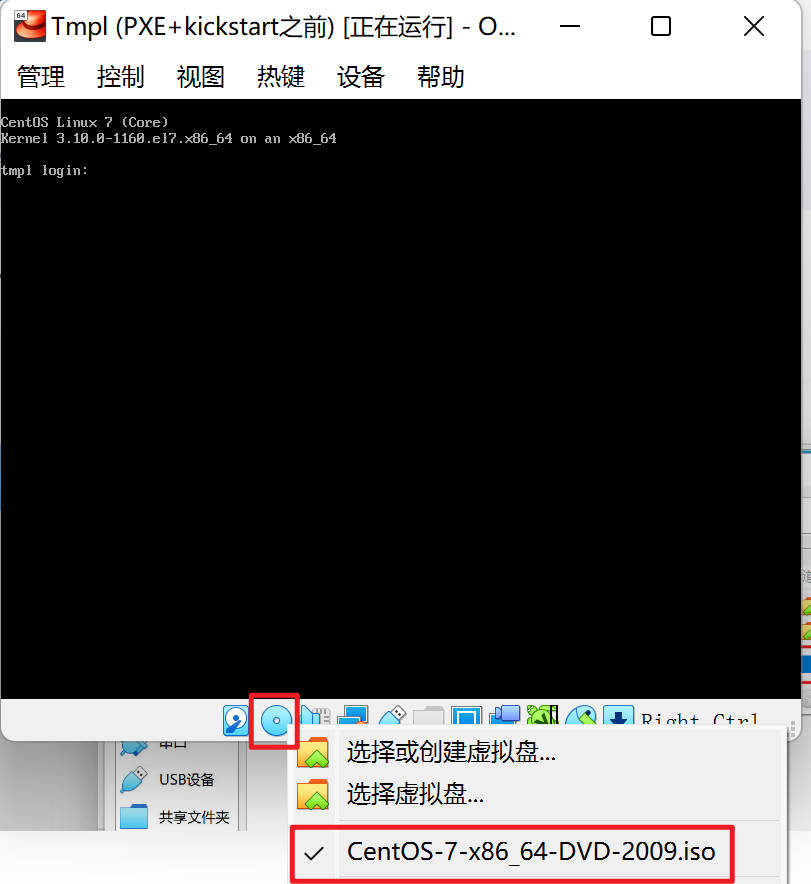 64
Tmpl (PXE+kickstart之前) [正在运行] - O...
管理 控制 视图 热键 设备 帮助
CentOS Linux 7 (Core)
Kernel 3.10.0-1160.el7.x86_64 on an x86_64
tmpl login:
Right Ctrl
串口
选择或创建虚拟盘...
USB设备
选择虚拟盘...
共享文件夹
CentOS-7-x86_64-DVD-2009.iso